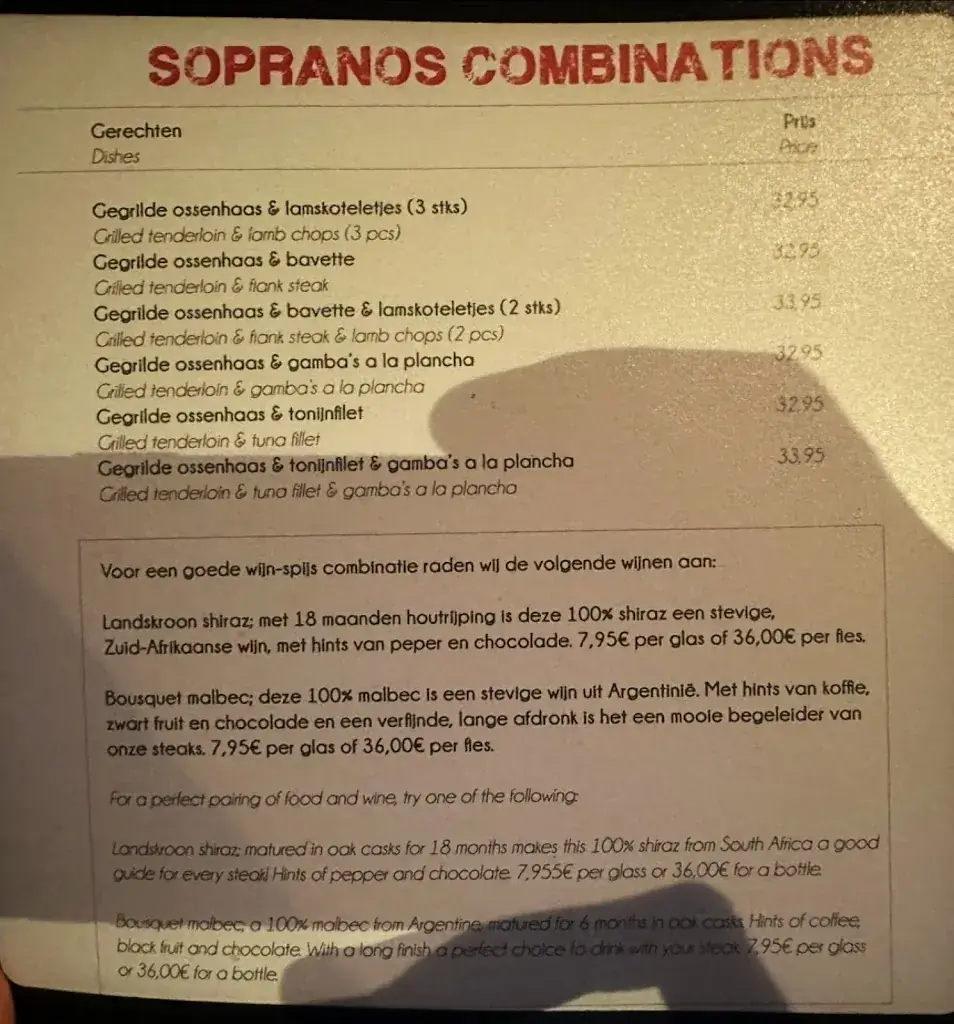 SOPRANOS COMBINATIONS
Gerechten Prijs
Dishes Price
Gegrilde ossenhaas & lamskoteletjes (3 stks) 32,95
Grilled tenderloin & lamb chops (3 pcs)
Gegrilde ossenhaas & bavette 32,95
Grilled tenderloin & flank steak
Gegrilde ossenhaas & bavette & lamskoteletjes (2 stks) 33,95
Grilled tenderloin & flank steak & lamb chops (2 pcs)
Gegrilde ossenhaas & gamba's a la plancha 32,95
Grilled tenderloin & gamba's a la plancha
Gegrilde ossenhaas & tonijnfilet 32,95
Grilled tenderloin & tuna fillet
Gegrilde ossenhaas & tonijnfilet & gamba's a la plancha 33,95
Grilled tenderloin & tuna fillet & gamba's a la plancha
Voor een goede wijn-spijs combinatie raden wij de volgende wijnen aan:
Landskroon shiraz; met 18 maanden houtrijping is deze 100% shiraz een stevige,
Zuid-Afrikaanse wijn, met hints van peper en chocolade. 7,95€ per glas of 36,00€ per fles.
Bousquet malbec; deze 100% malbec is een stevige wijn uit Argentinië. Met hints van koffie,
zwart fruit en chocolade en een verfijnde, lange afdronk is het een mooie begeleider van
onze steaks. 7,95€ per glas of 36,00€ per fles.
For a perfect pairing of food and wine, try one of the following:
Landskroon shiraz; matured in oak casks for 18 months makes this 100% shiraz from South Africa a good
guide for every steak! Hints of pepper and chocolate. 7,955€ per glass or 36,00€ for a bottle.
Bousquet malbec; a 100% malbec from Argentine, matured for 6 months in oak casks. Hints of coffee,
black fruit and chocolate. With a long finish a perfect choice to drink with your steak. 7,95€ per glass
or 36,00€ for a bottle.